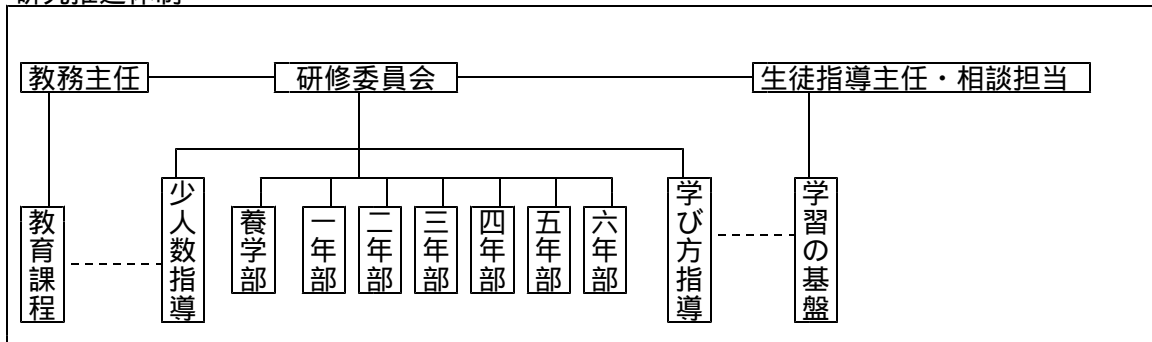 研究推進体制
教務主任
研修委員会
生徒指導主任・相談担当
教育課程
少人数指導
養学部
一年部
二年部
三年部
四年部
五年部
六年部
学び方指導
学習の基盤